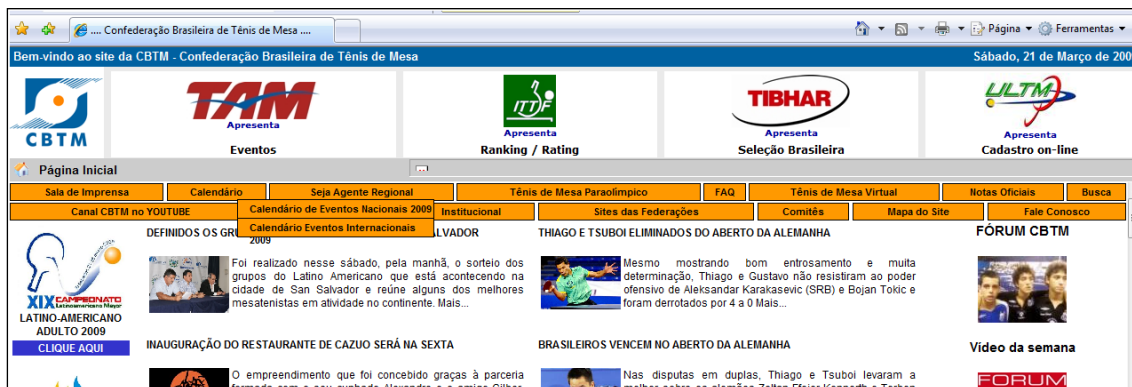 .... Confederação Brasileira de Tênis de Mesa ....
Página
Ferramentas
Bem-vindo ao site da CBTM - Confederação Brasileira de Tênis de Mesa
Sábado, 21 de Março de 200
CBTM
TAM
Apresenta
Eventos
ITTF
Apresenta
Ranking / Rating
TIBHAR
Apresenta
Seleção Brasileira
ULTM
Apresenta
Cadastro on-line
Página Inicial
Sala de Imprensa
Calendário
Seja Agente Regional
Tênis de Mesa Paraolímpico
FAQ
Tênis de Mesa Virtual
Notas Oficiais
Busca
Canal CBTM no YOUTUBE
Calendário de Eventos Nacionais 2009
Institucional
Sites das Federações
Comitês
Mapa do Site
Fale Conosco
Calendário Eventos Internacionais
2009
XIX CAMPEONATO
LATINO-AMERICANO
ADULTO 2009
CLIQUE AQUI
DEFINIDOS OS GRU
ALVADOR
Foi realizado nesse sábado, pela manhã, o sorteio dos
grupos do Latino Americano que está acontecendo na
cidade de San Salvador e reúne alguns dos melhores
mesatenistas em atividade no continente. Mais...
THIAGO E TSUBOI ELIMINADOS DO ABERTO DA ALEMANHA
Mesmo mostrando bom entrosamento e muita
determinação, Thiago e Gustavo não resistiram ao poder
ofensivo de Aleksandar Karakasevic (SRB) e Bojan Tokic e
foram derrotados por 4 a 0 Mais...
FÓRUM CBTM
INAUGURAÇÃO DO RESTAURANTE DE CAZUO SERÁ NA SEXTA
O empreendimento que foi concebido graças à parceria
BRASILEIROS VENCEM NO ABERTO DA ALEMANHA
Nas disputas em duplas, Thiago e Tsuboi levaram a
Vídeo da semana
FORUM